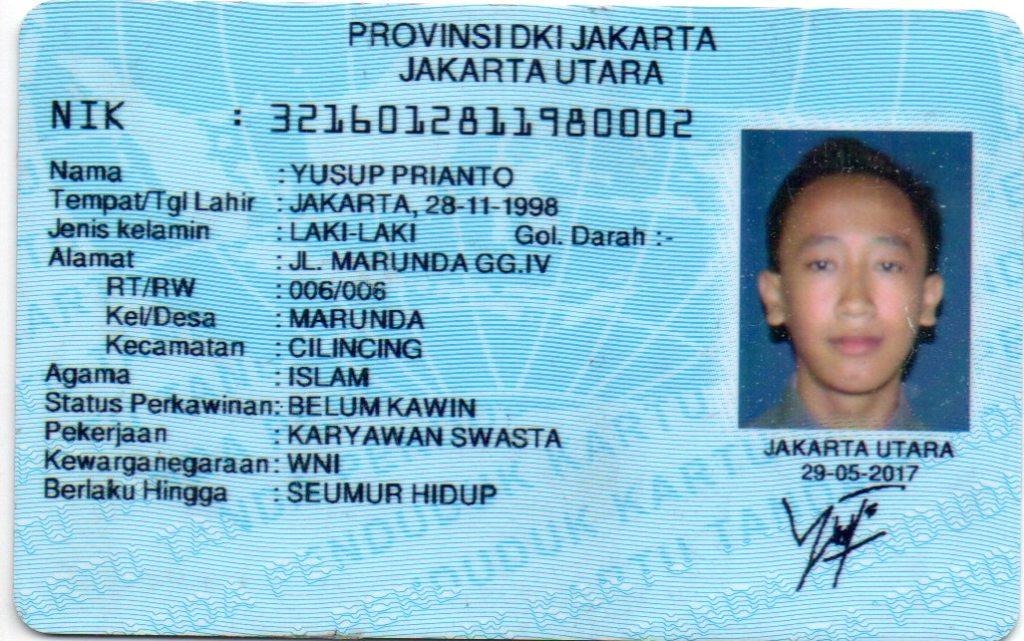 PROVINSI DKI JAKARTA
JAKARTA UTARA
NIK : 3216012811980002
Nama : YUSUP PRIANTO
Tempat/Tgl Lahir : JAKARTA, 28-11-1998
Jenis kelamin : LAKI-LAKI Gol. Darah :-
Alamat : JL. MARUNDA GG.IV
RT/RW : 006/006
Kel/Desa : MARUNDA
Kecamatan : CILINCING
Agama : ISLAM
Status Perkawinan: BELUM KAWIN
Pekerjaan : KARYAWAN SWASTA
Kewarganegaraan: WNI
Berlaku Hingga : SEUMUR HIDUP
JAKARTA UTARA
29-05-2017